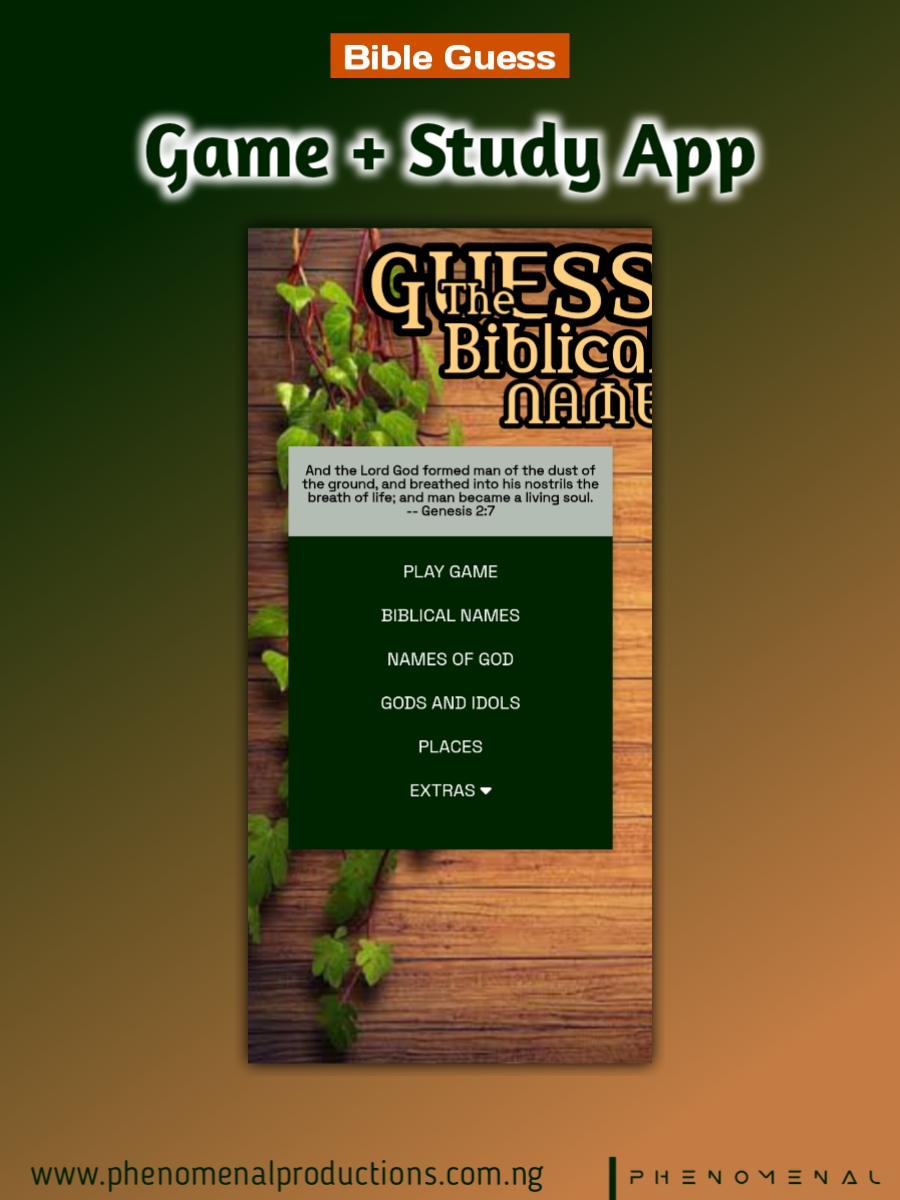 Bible Guess
Game + Study App
GUESS
The
Biblica
NAME
And the Lord God formed man of the dust of
the ground, and breathed into his nostrils the
breath of life; and man became a living soul.
-- Genesis 2:7
PLAY GAME
BIBLICAL NAMES
NAMES OF GOD
GODS AND IDOLS
PLACES
EXTRAS
www.phenomenalproductions.com.ng
PHENOMENAL